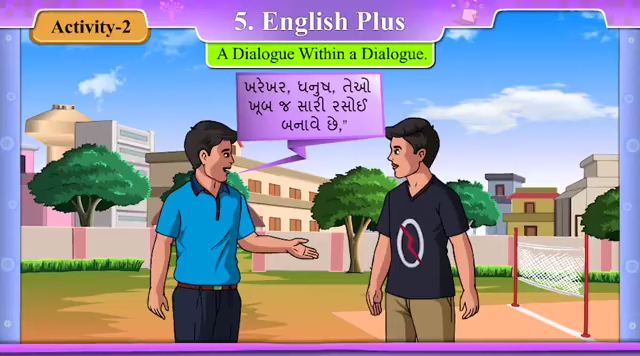 Activity-2
5. English Plus
A Dialogue Within a Dialogue.
ખરેખર, ધનુષ, તેઓ
ખૂબ જ સારી રસોઈ
બનાવે છે,"